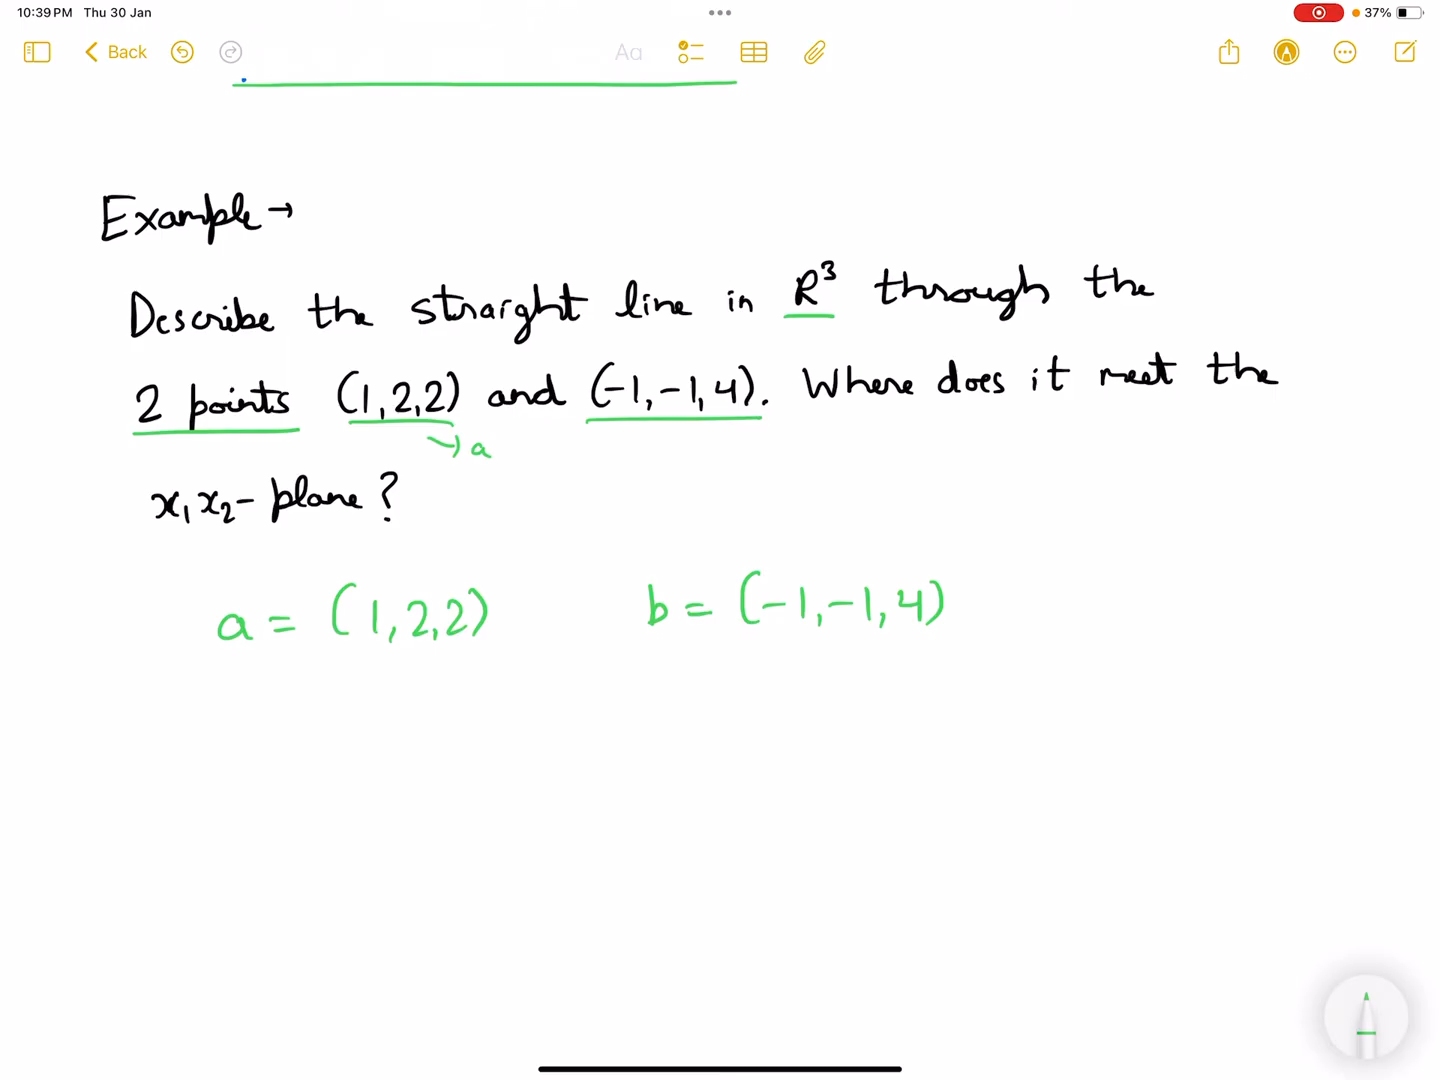 10:39 PM Thu 30 Jan
37%
Back
Aa
Example →
Describe the straight line in R³ through the
2 points (1,2,2) and (-1,-1,4). Where does it meet the
→ a
x₁x₂- plane?
a = (1,2,2) b = (-1,-1,4)